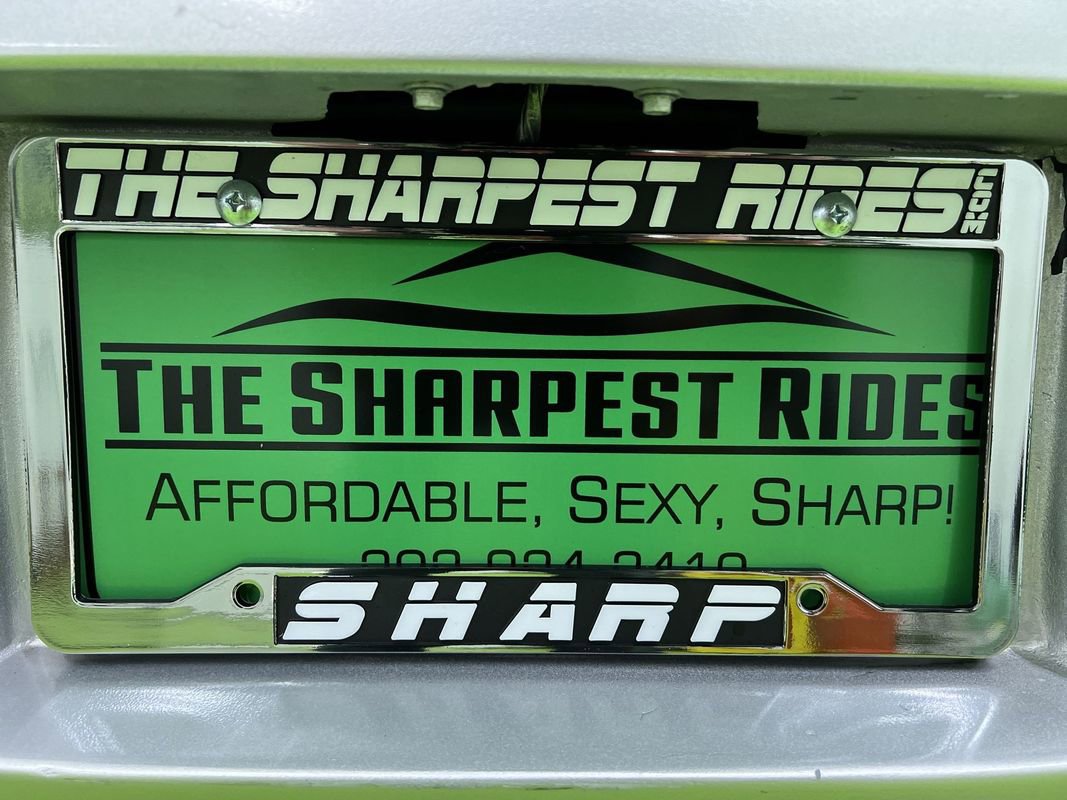 THE SHARPEST RIDES.COM
THE SHARPEST RIDES
AFFORDABLE, SEXY, SHARP!
SHARP